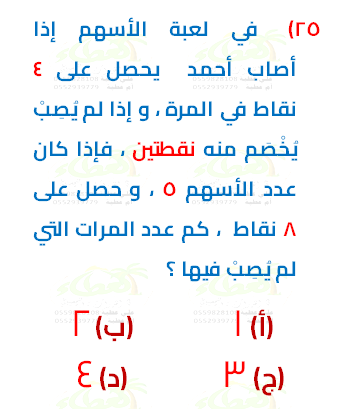 ٢٥) في لعبة الأسهم إذا
أصاب أحمد يحصل على ٤
نقاط في المرة ، و إذا لم يُصِبْ
يُخْصَم منه نقطتين ، فإذا كان
عدد الأسهم ٥ ، و حصل على
٨ نقاط ، كم عدد المرات التي
لم يُصِبْ فيها ؟
(أ) ١ (ب) ٢
(ج) ٣ (د) ٤